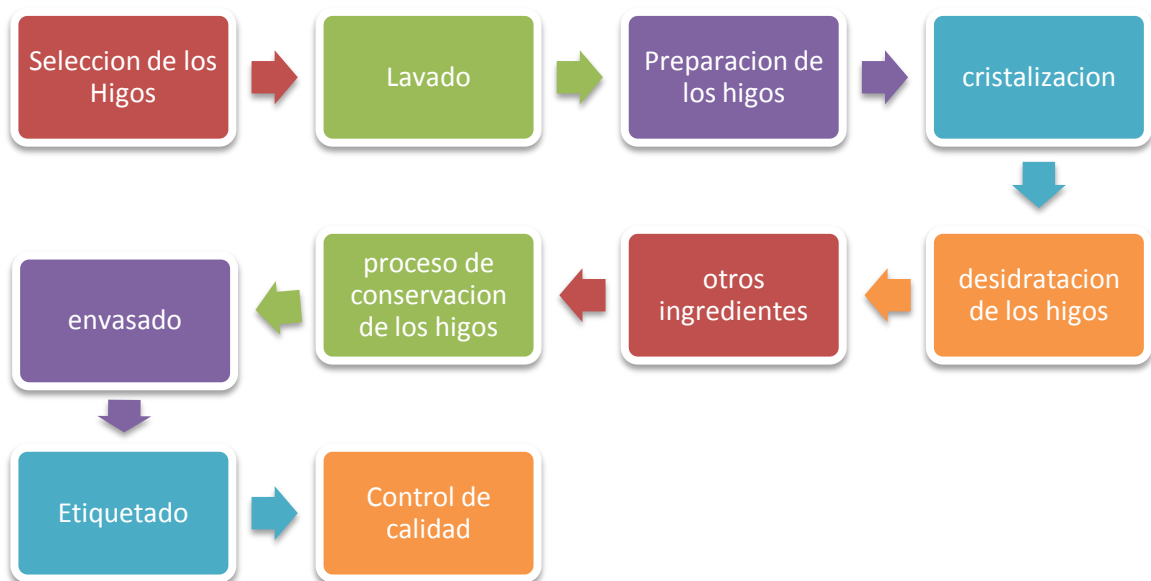 Seleccion de los
Higos
Lavado
Preparacion de
los higos
cristalizacion
desidratacion
de los higos
otros
ingredientes
proceso de
conservacion
de los higos
envasado
Etiquetado
Control de
calidad